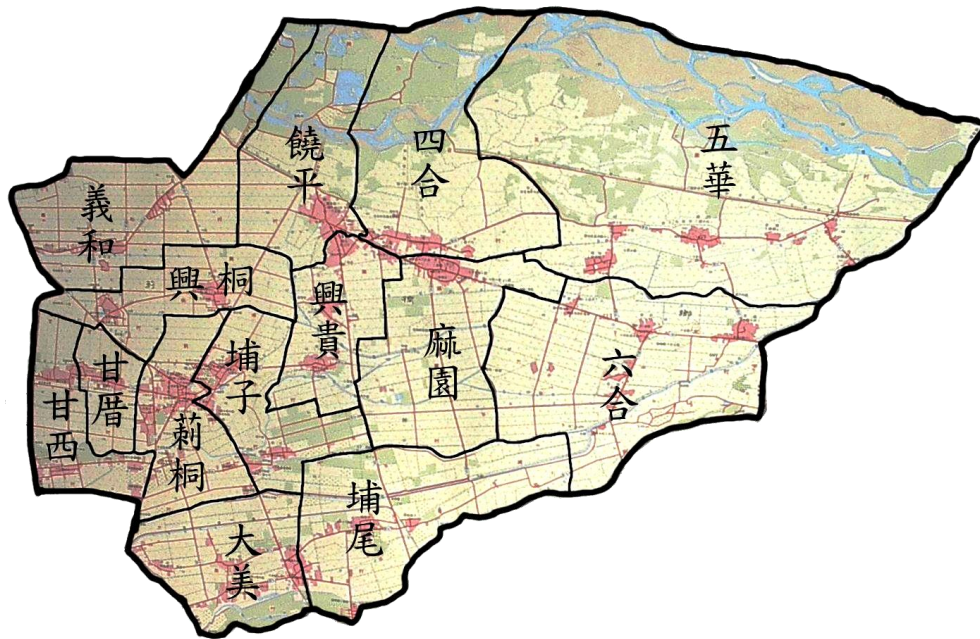 五華
四合
饒平
義和
興桐
興貴
麻園
六合
埔子
甘厝
甘西
莿桐
埔尾
大美